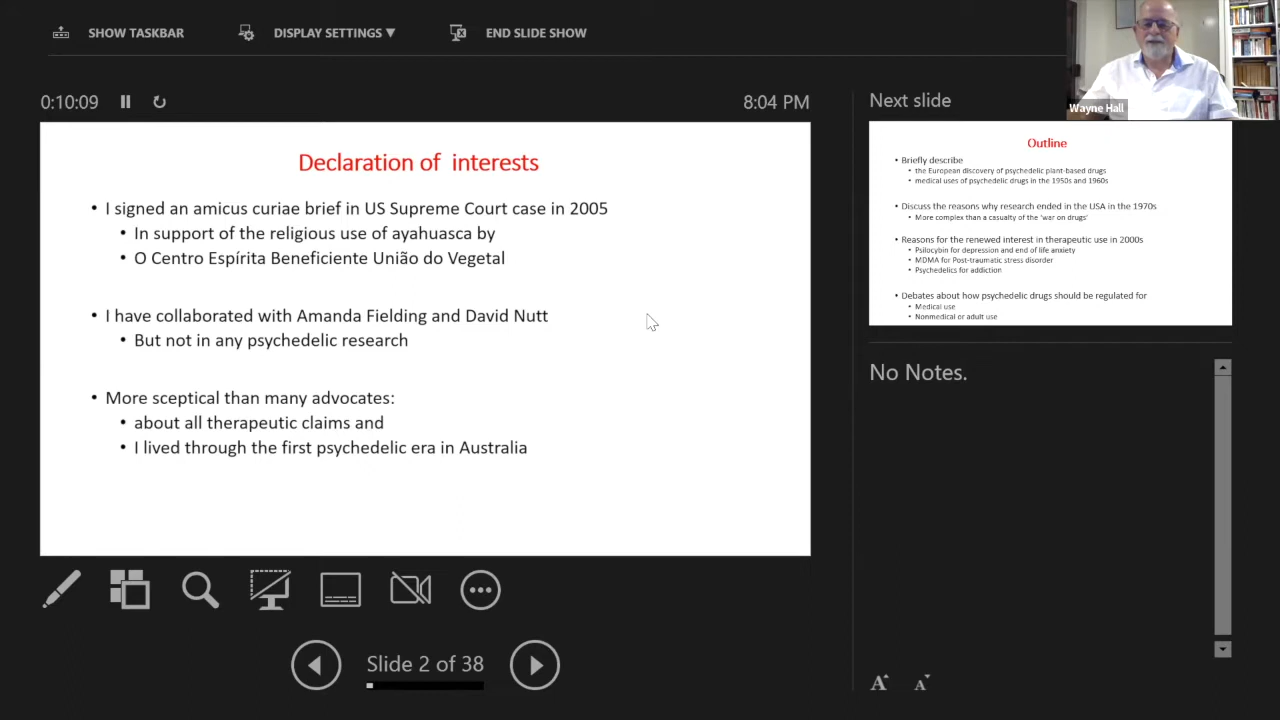 SHOW TASKBAR
DISPLAY SETTINGS ▼
END SLIDE SHOW
Wayne Hall
0:10:09
8:04 PM
Declaration of interests
• I signed an amicus curiae brief in US Supreme Court case in 2005
• In support of the religious use of ayahuasca by
• O Centro Espírita Beneficiente União do Vegetal
• I have collaborated with Amanda Fielding and David Nutt
• But not in any psychedelic research
• More sceptical than many advocates:
• about all therapeutic claims and
• I lived through the first psychedelic era in Australia
Slide 2 of 38
Next slide
Outline
• Briefly describe
• the European discovery of psychedelic plant-based drugs
• medical uses of psychedelic drugs in the 1950s and 1960s
• Discuss the reasons why research ended in the USA in the 1970s
• More complex than a casualty of the 'war on drugs'
• Reasons for the renewed interest in therapeutic use in 2000s
• Psilocybin for depression and end of life anxiety
• MDMA for Post-traumatic stress disorder
• Psychedelics for addiction
• Debates about how psychedelic drugs should be regulated for
• Medical use
• Nonmedical or adult use
No Notes.
A A